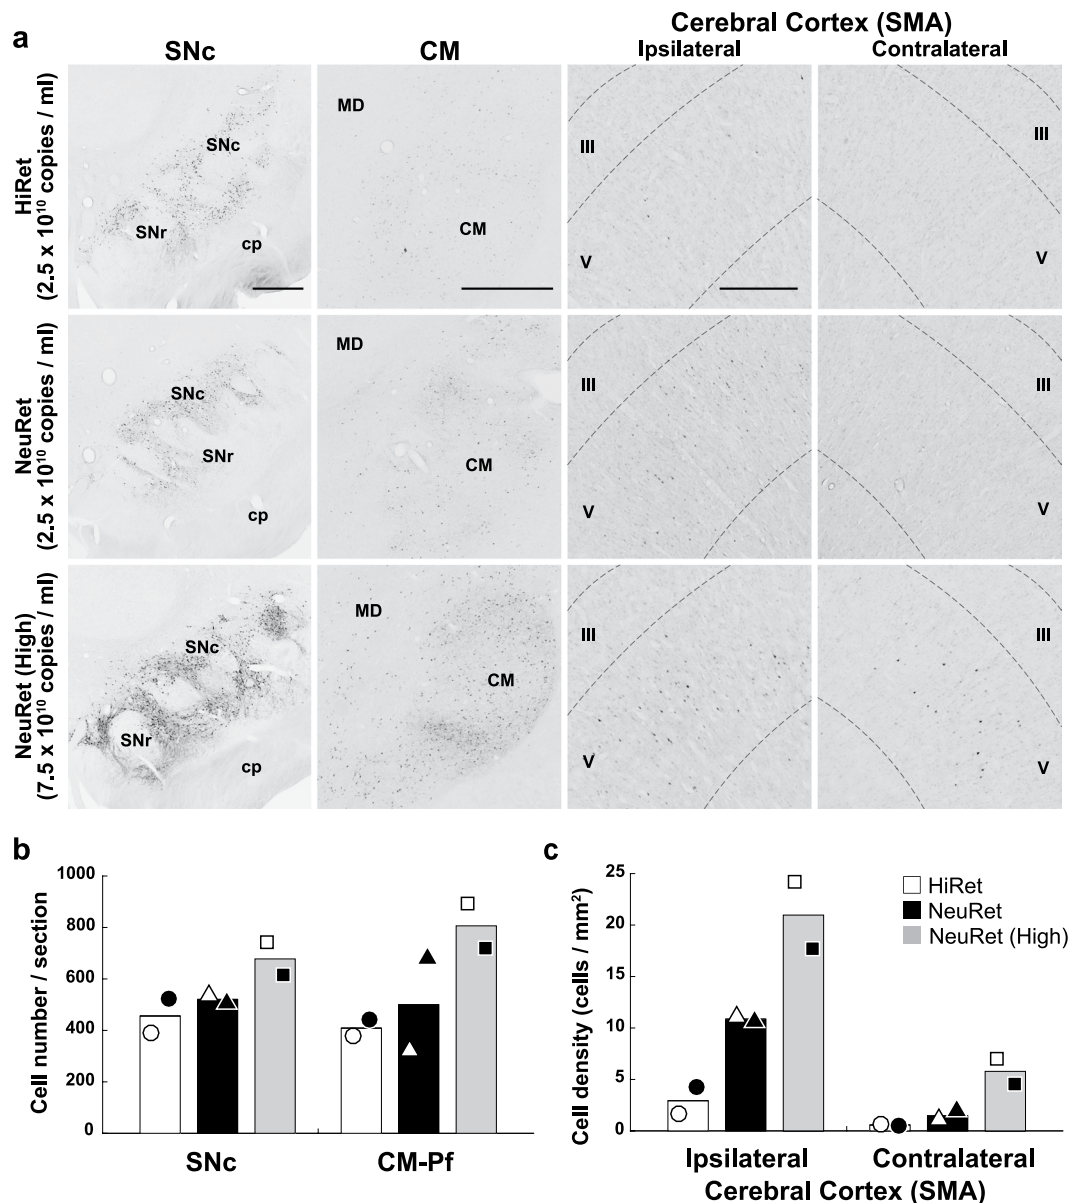 a
SNc
CM
Cerebral Cortex (SMA)
Ipsilateral
Contralateral
HiRet
(2.5 x 10¹⁰ copies / ml)
SNc
SNr
cp
MD
CM
III
V
III
V
NeuRet
(2.5 x 10¹⁰ copies / ml)
SNc
SNr
cp
MD
CM
III
V
III
V
NeuRet (High)
(7.5 x 10¹⁰ copies / ml)
SNc
SNr
cp
MD
CM
III
V
III
V
b
Cell number / section
1000
800
600
400
200
0
SNc
CM-Pf
c
Cell density (cells / mm²)
25
20
15
10
5
0
HiRet
NeuRet
NeuRet (High)
Ipsilateral
Contralateral
Cerebral Cortex (SMA)